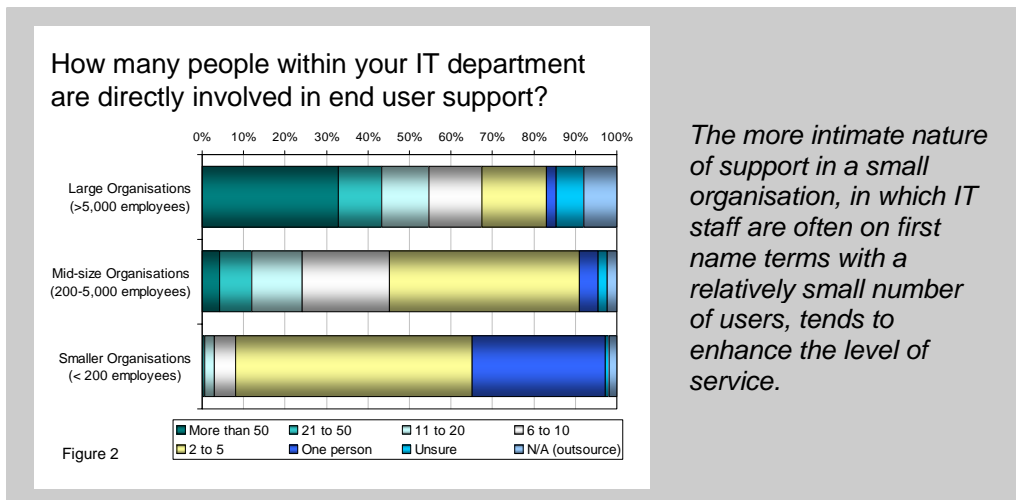 How many people within your IT department
are directly involved in end user support?
0% 10% 20% 30% 40% 50% 60% 70% 80% 90% 100%
Large Organisations
(>5,000 employees)
Mid-size Organisations
(200-5,000 employees)
Smaller Organisations
(< 200 employees)
More than 50 21 to 50 11 to 20 6 to 10
2 to 5 One person Unsure N/A (outsource)
Figure 2
The more intimate nature
of support in a small
organisation, in which IT
staff are often on first
name terms with a
relatively small number
of users, tends to
enhance the level of
service.